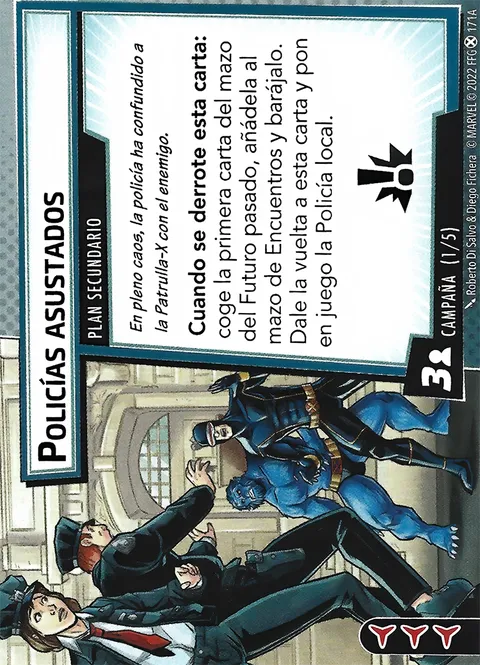 POLICÍAS ASUSTADOS
PLAN SECUNDARIO
En pleno caos, la policía ha confundido a
la Patrulla-X con el enemigo.
Cuando se derrote esta carta:
coge la primera carta del mazo
del Futuro pasado, añádela al
mazo de Encuentros y barájalo.
Dale la vuelta a esta carta y pon
en juego la Policía local.
3
CAMPAÑA (1/5)
Roberto Di Salvo & Diego Fichera © MARVEL © 2022 FFG 171A